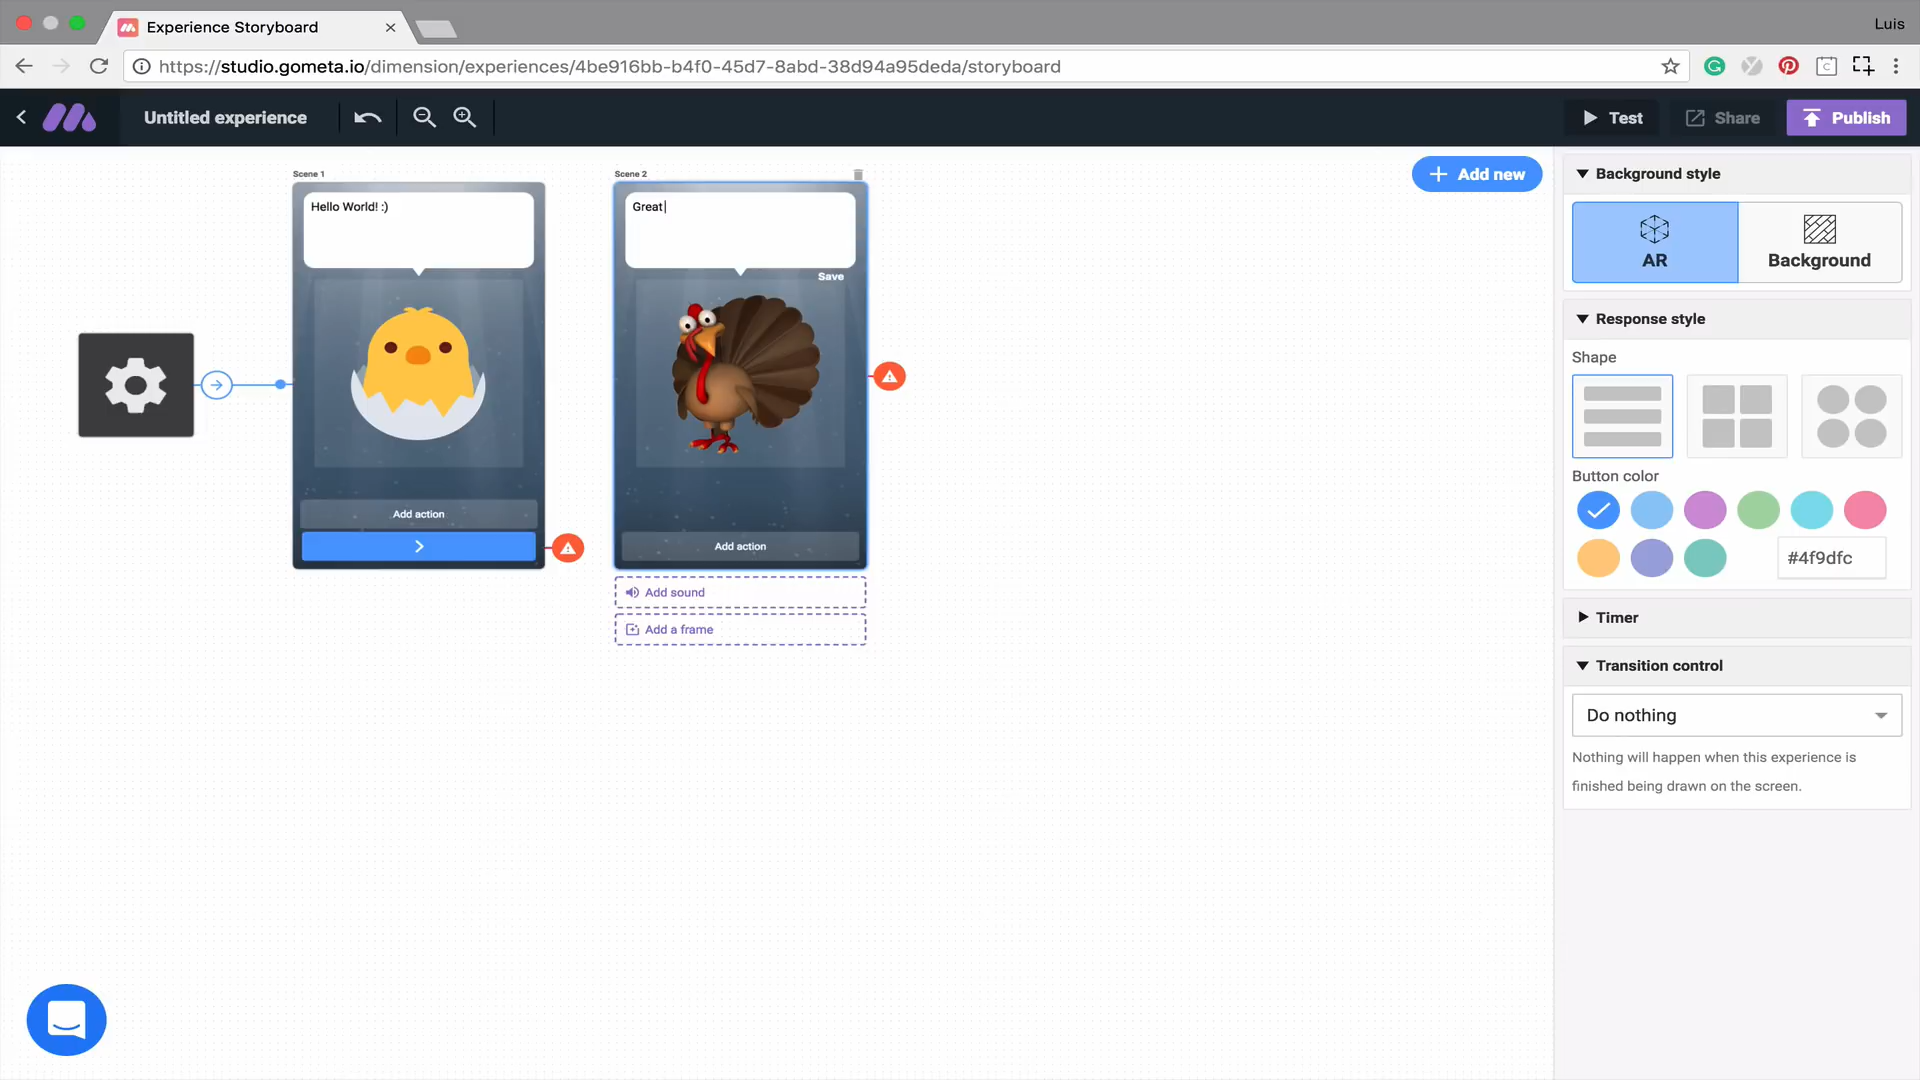 Experience Storyboard
Luis
https://studio.gometa.io/dimension/experiences/4be916bb-b4f0-45d7-8abd-38d94a95deda/storyboard
Untitled experience
Test
Share
Publish
Scene 1
Scene 2
Add new
Hello World! :)
Great
Save
Add action
Add action
Add sound
Add a frame
Background style
AR
Background
Response style
Shape
Button color
#4f9dfc
Timer
Transition control
Do nothing
Nothing will happen when this experience is
finished being drawn on the screen.